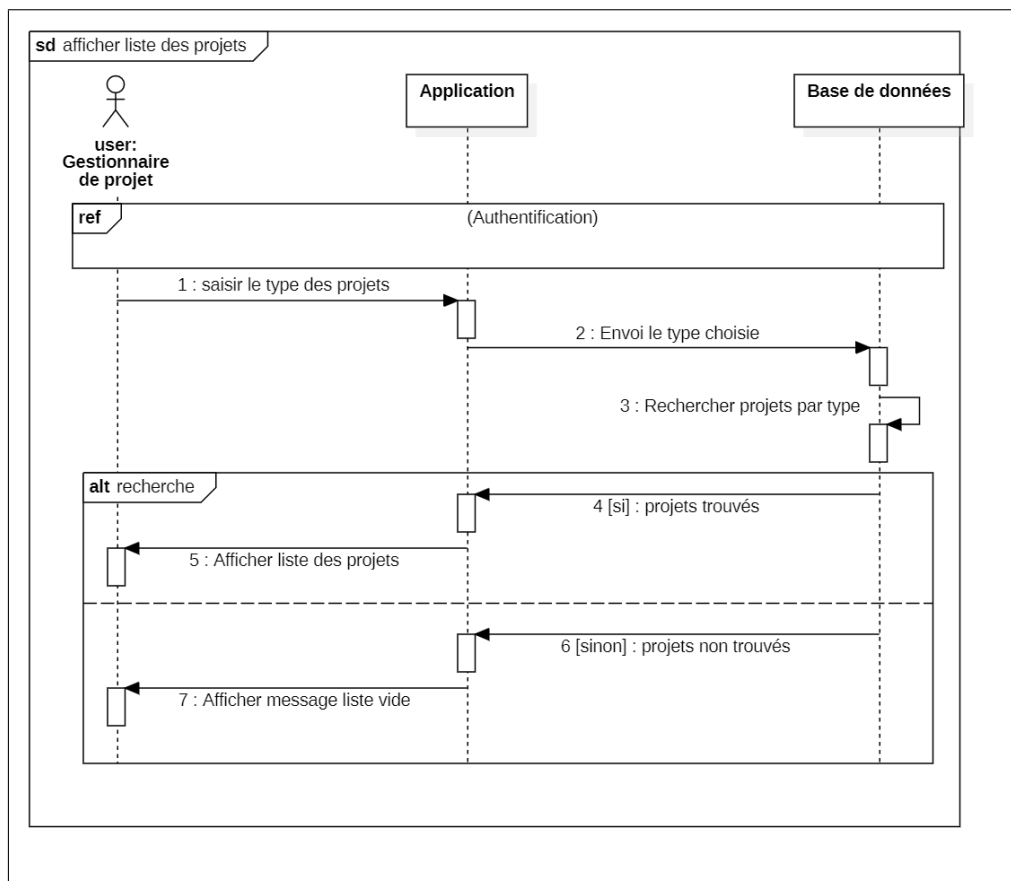 sd afficher liste des projets
Application
Base de données
user:
Gestionnaire
de projet
ref
(Authentification)
1 : saisir le type des projets
2 : Envoi le type choisie
3 : Rechercher projets par type
alt recherche
4 [si] : projets trouvés
5 : Afficher liste des projets
6 [sinon] : projets non trouvés
7 : Afficher message liste vide